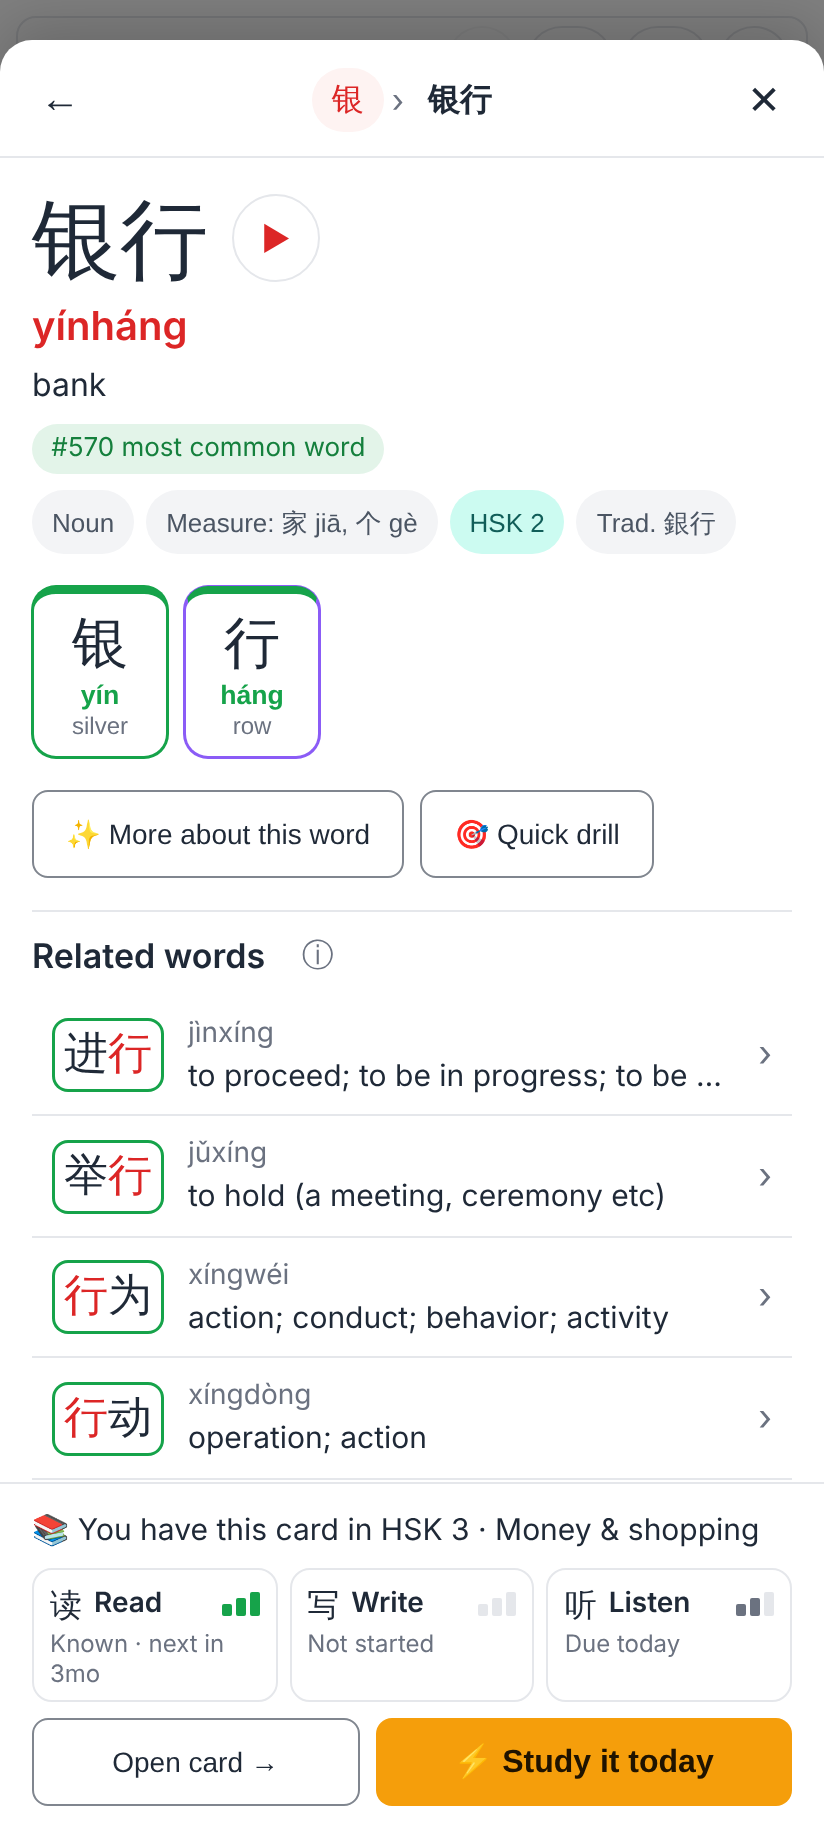 ← 银 › 银行 ✕
银行
yínháng
bank
#570 most common word
Noun Measure: 家 jiā, 个 gè HSK 2 Trad. 銀行
银 行
yín háng
silver row
✨ More about this word 🎯 Quick drill
Related words ⓘ
进行 jìnxíng
to proceed; to be in progress; to be ... ›
举行 jǔxíng
to hold (a meeting, ceremony etc) ›
行为 xíngwéi
action; conduct; behavior; activity ›
行动 xíngdòng
operation; action ›
📚 You have this card in HSK 3 · Money & shopping
读 Read 写 Write 听 Listen
Known · next in 3mo Not started Due today
Open card → ⚡ Study it today